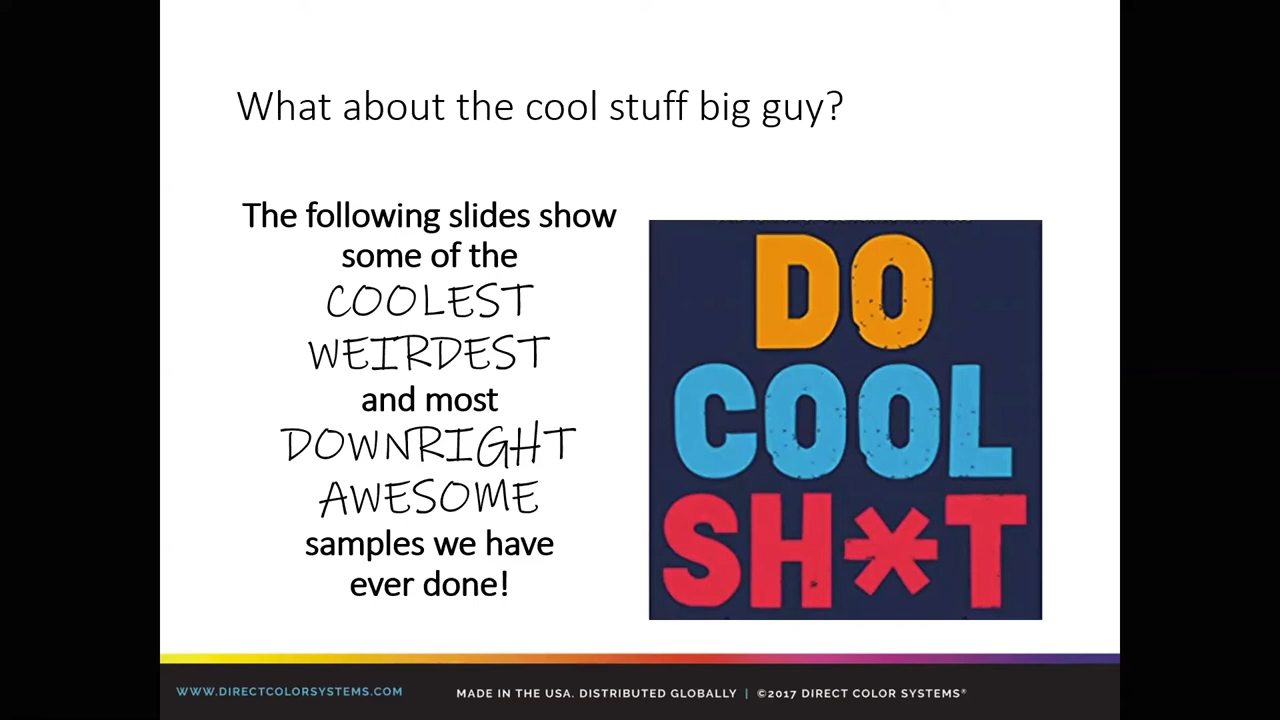 What about the cool stuff big guy?
The following slides show
some of the
COOLEST
WEIRDEST
and most
DOWNRIGHT
AWESOME
samples we have
ever done!
DO
COOL
SH*T
WWW.DIRECTCOLORSYSTEMS.COM
MADE IN THE USA. DISTRIBUTED GLOBALLY | ©2017 DIRECT COLOR SYSTEMS®